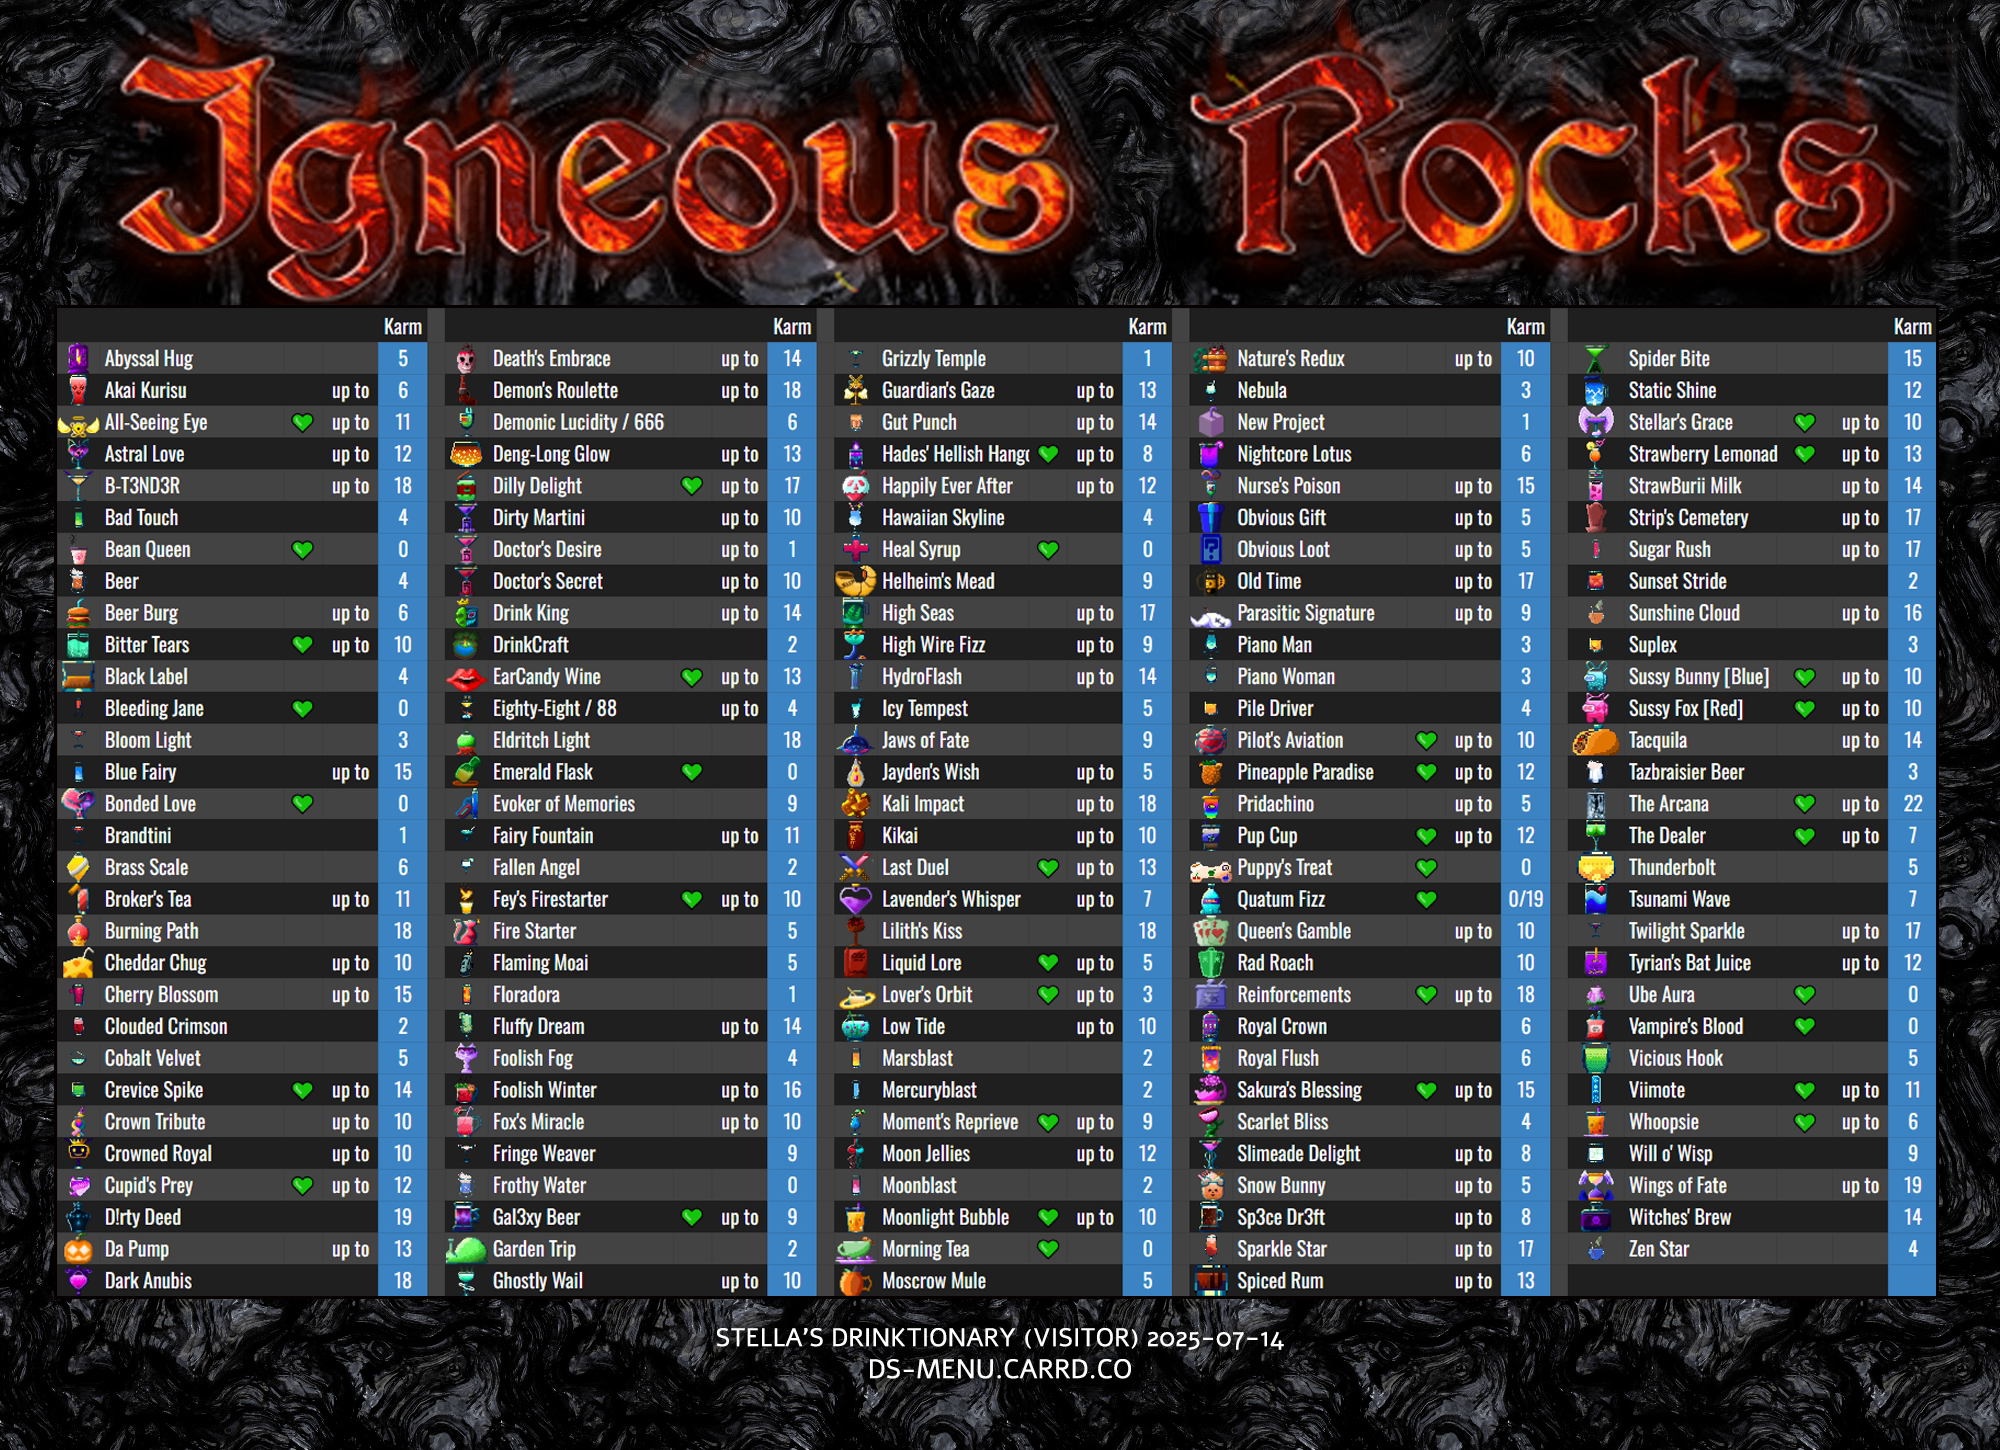 Igneous Rocks
Karm
Abyssal Hug 5
Akai Kurisu up to 6
All-Seeing Eye up to 11
Astral Love up to 12
B-T3ND3R up to 18
Bad Touch 4
Bean Queen 0
Beer 4
Beer Burg up to 6
Bitter Tears up to 10
Black Label 4
Bleeding Jane 0
Bloom Light 3
Blue Fairy up to 15
Bonded Love 0
Brandtini 1
Brass Scale 6
Broker's Tea up to 11
Burning Path 18
Cheddar Chug up to 10
Cherry Blossom up to 15
Clouded Crimson 2
Cobalt Velvet 5
Crevice Spike up to 14
Crown Tribute up to 10
Crowned Royal up to 10
Cupid's Prey up to 12
D!rty Deed 19
Da Pump up to 13
Dark Anubis 18
Karm
Death's Embrace up to 14
Demon's Roulette up to 18
Demonic Lucidity / 666 6
Deng-Long Glow up to 13
Dilly Delight up to 17
Dirty Martini up to 10
Doctor's Desire up to 1
Doctor's Secret up to 10
Drink King up to 14
DrinkCraft 2
EarCandy Wine up to 13
Eighty-Eight / 88 up to 4
Eldritch Light 18
Emerald Flask 0
Evoker of Memories 9
Fairy Fountain up to 11
Fallen Angel 2
Fey's Firestarter up to 10
Fire Starter 5
Flaming Moai 5
Floradora 1
Fluffy Dream up to 14
Foolish Fog 4
Foolish Winter up to 16
Fox's Miracle up to 10
Fringe Weaver 9
Frothy Water 0
Gal3xy Beer up to 9
Garden Trip 2
Ghostly Wail up to 10
Karm
Grizzly Temple 1
Guardian's Gaze up to 13
Gut Punch up to 14
Hades' Hellish Hango up to 8
Happily Ever After up to 12
Hawaiian Skyline 4
Heal Syrup 0
Helheim's Mead 9
High Seas up to 17
High Wire Fizz up to 9
HydroFlash up to 14
Icy Tempest 5
Jaws of Fate 9
Jayden's Wish up to 5
Kali Impact up to 18
Kikai up to 10
Last Duel up to 13
Lavender's Whisper up to 7
Lilith's Kiss 18
Liquid Lore up to 5
Lover's Orbit up to 3
Low Tide up to 10
Marsblast 2
Mercuryblast 2
Moment's Reprieve up to 9
Moon Jellies up to 12
Moonblast 2
Moonlight Bubble up to 10
Morning Tea 0
Moscrow Mule 5
Karm
Nature's Redux up to 10
Nebula 3
New Project 1
Nightcore Lotus 6
Nurse's Poison up to 15
Obvious Gift up to 5
Obvious Loot up to 5
Old Time up to 17
Parasitic Signature up to 9
Piano Man 3
Piano Woman 3
Pile Driver 4
Pilot's Aviation up to 10
Pineapple Paradise up to 12
Pridachino up to 5
Pup Cup up to 12
Puppy's Treat 0
Quatum Fizz 0/19
Queen's Gamble up to 10
Rad Roach 10
Reinforcements up to 18
Royal Crown 6
Royal Flush 6
Sakura's Blessing up to 15
Scarlet Bliss 4
Slimeade Delight up to 8
Snow Bunny up to 5
Sp3ce Dr3ft up to 8
Sparkle Star up to 17
Spiced Rum up to 13
Karm
Spider Bite 15
Static Shine 12
Stellar's Grace up to 10
Strawberry Lemonad up to 13
StrawBurii Milk up to 14
Strip's Cemetery up to 17
Sugar Rush up to 17
Sunset Stride 2
Sunshine Cloud up to 16
Suplex 3
Sussy Bunny [Blue] up to 10
Sussy Fox [Red] up to 10
Tacquila up to 14
Tazbraisier Beer 3
The Arcana up to 22
The Dealer up to 7
Thunderbolt 5
Tsunami Wave 7
Twilight Sparkle up to 17
Tyrian's Bat Juice up to 12
Ube Aura 0
Vampire's Blood 0
Vicious Hook 5
Viimote up to 11
Whoopsie up to 6
Will o' Wisp 9
Wings of Fate up to 19
Witches' Brew 14
Zen Star 4
STELLA'S DRINKTIONARY (VISITOR) 2025-07-14
DS-MENU.CARRD.CO